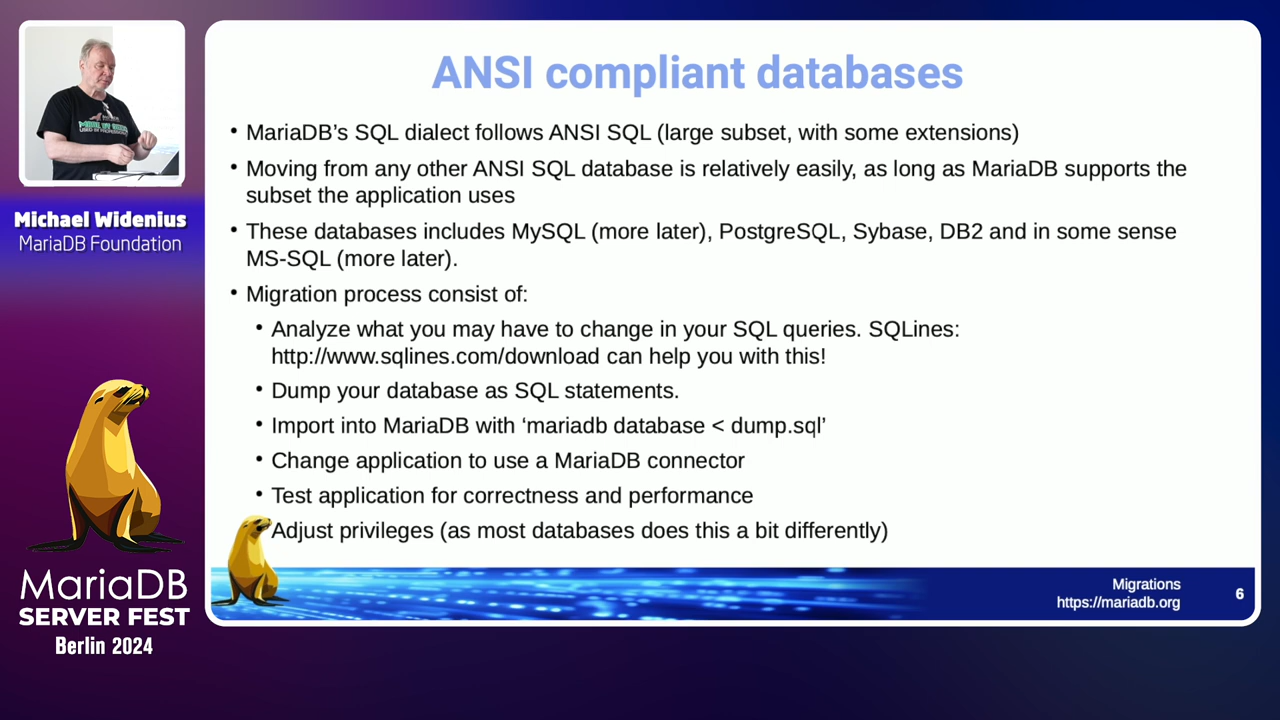 ANSI compliant databases
• MariaDB's SQL dialect follows ANSI SQL (large subset, with some extensions)
• Moving from any other ANSI SQL database is relatively easily, as long as MariaDB supports the
subset the application uses
• These databases includes MySQL (more later), PostgreSQL, Sybase, DB2 and in some sense
MS-SQL (more later).
• Migration process consist of:
• Analyze what you may have to change in your SQL queries. SQLines:
http://www.sqlines.com/download can help you with this!
• Dump your database as SQL statements.
• Import into MariaDB with ‘mariadb database < dump.sql’
• Change application to use a MariaDB connector
• Test application for correctness and performance
Adjust privileges (as most databases does this a bit differently)
Migrations
https://mariadb.org
6
Michael Widenius
MariaDB Foundation
MariaDB
SERVER FEST
Berlin 2024